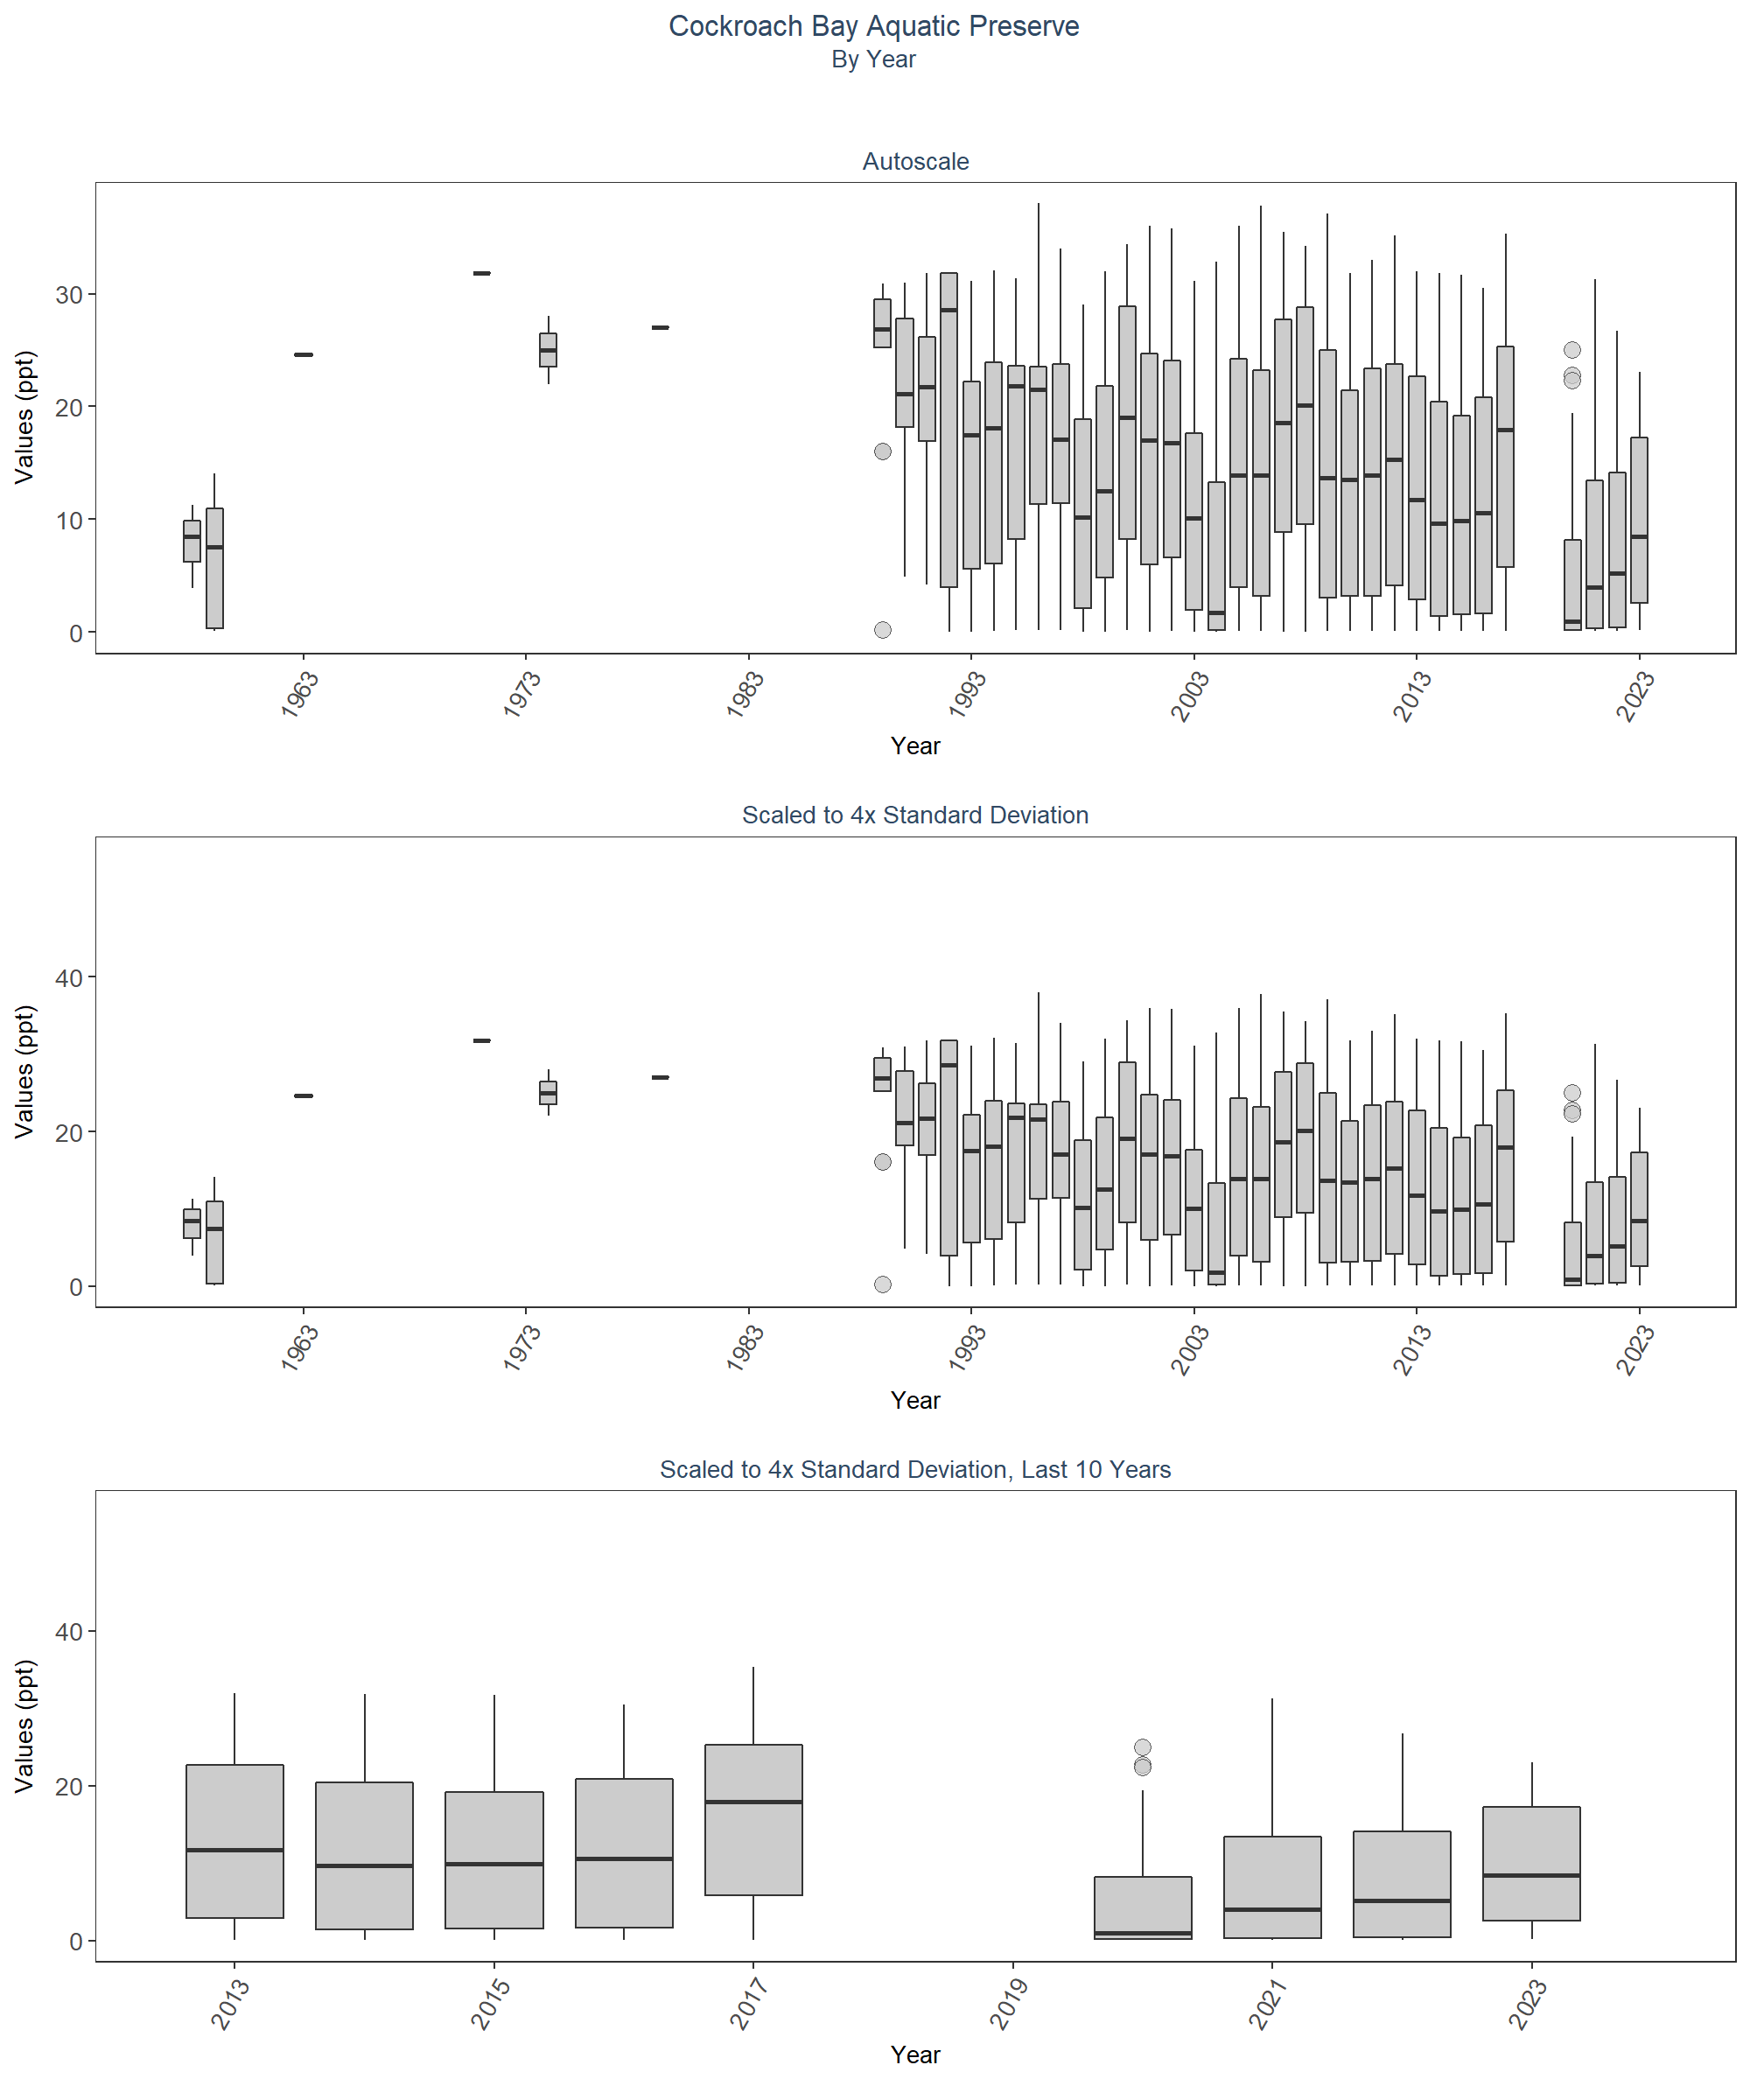 Cockroach Bay Aquatic Preserve
By Year
Autoscale
Values (ppt)
30
20
10
0
1963
1973
1983
1993
2003
2013
2023
Year
Scaled to 4x Standard Deviation
Values (ppt)
40
20
0
1963
1973
1983
1993
2003
2013
2023
Year
Scaled to 4x Standard Deviation, Last 10 Years
Values (ppt)
40
20
0
2013
2015
2017
2019
2021
2023
Year